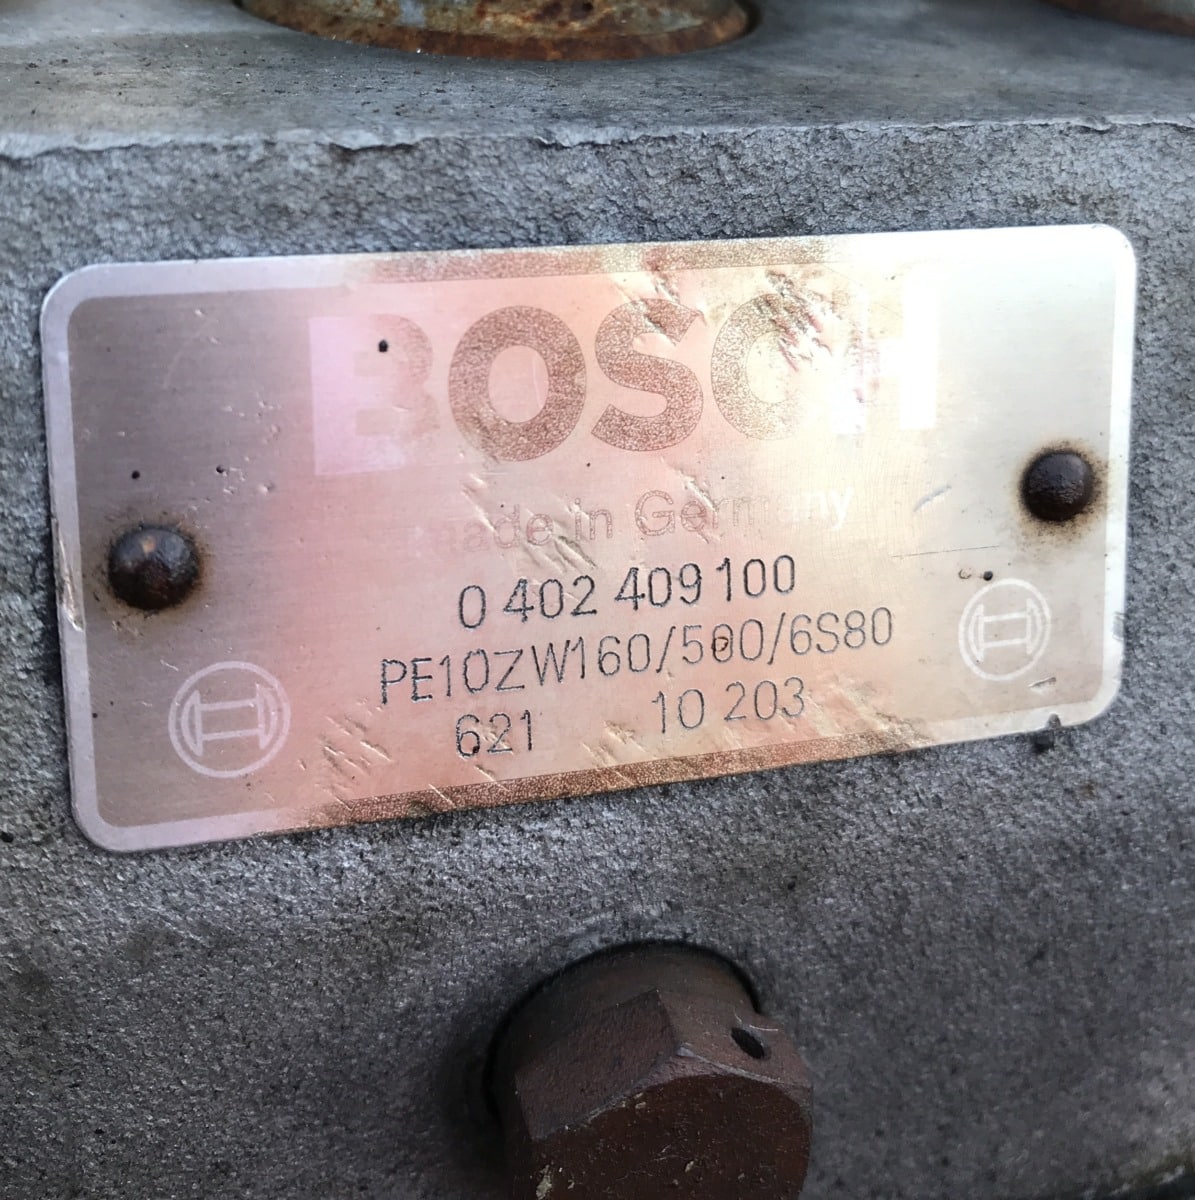 BOSCH
made in Germany
0 402 409 100
PE10ZW160/500/6S80
621 10 203